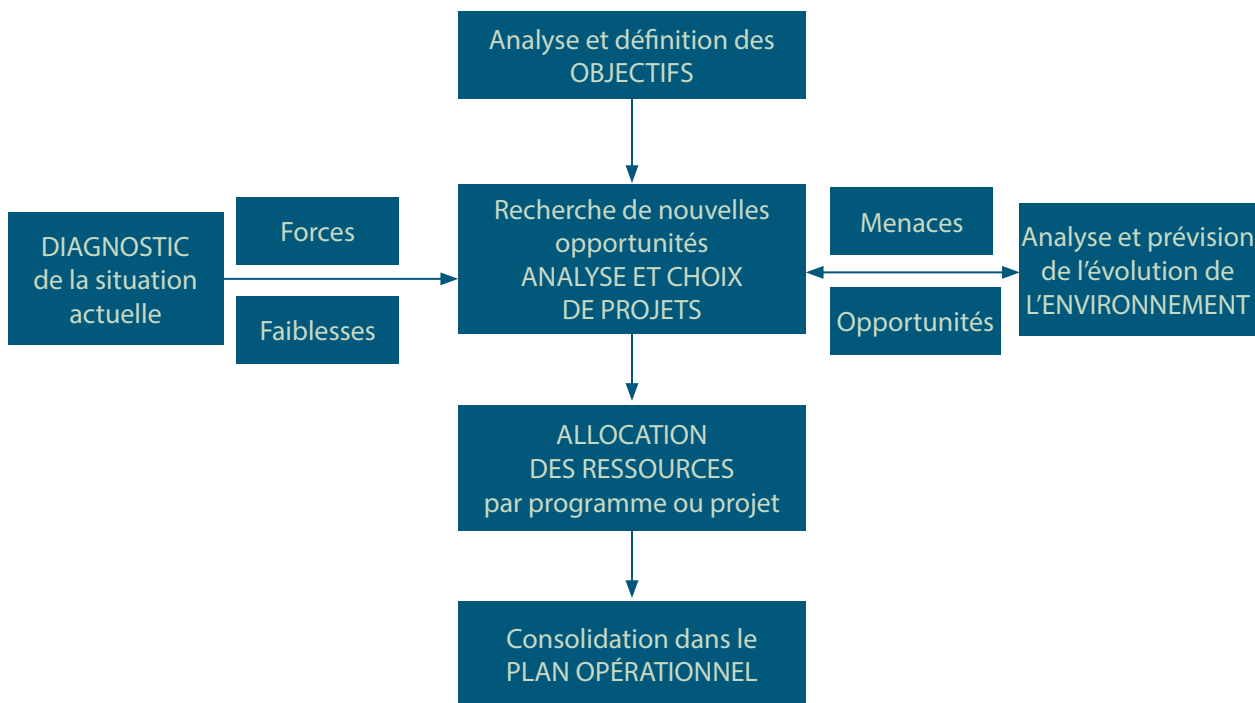 Analyse et définition des
OBJECTIFS
DIAGNOSTIC
de la situation
actuelle
Forces
Faiblesses
Recherche de nouvelles
opportunités
ANALYSE ET CHOIX
DE PROJETS
Menaces
Opportunités
Analyse et prévision
de l'évolution de
L'ENVIRONNEMENT
ALLOCATION
DES RESSOURCES
par programme ou projet
Consolidation dans le
PLAN OPÉRATIONNEL